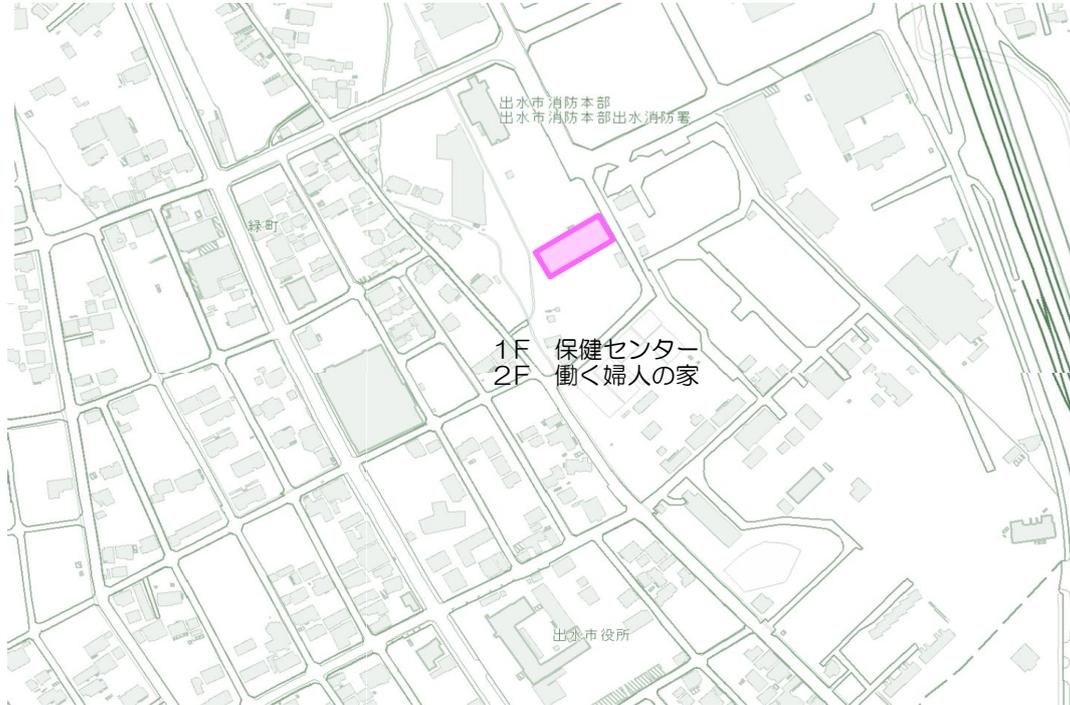 出水市消防本部
出水市消防本部出水消防署
緑町
1F　保健センター
2F　働く婦人の家
出水市役所